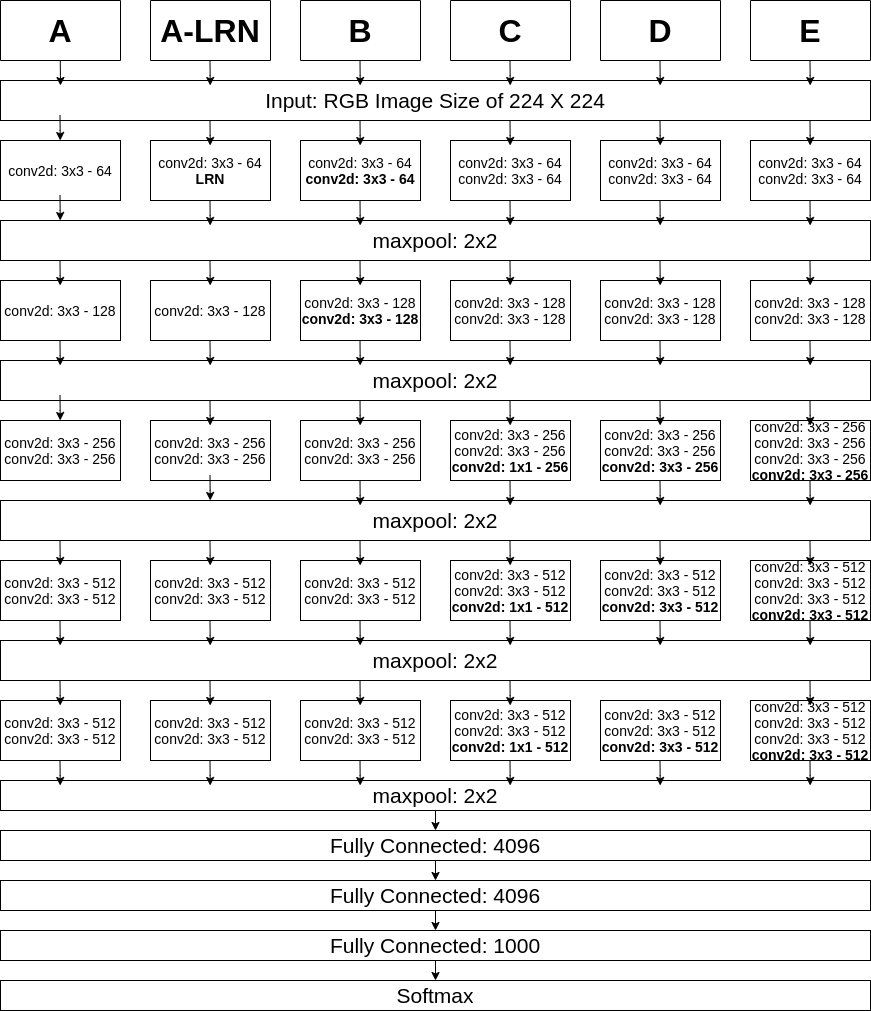 A
A-LRN
B
C
D
E
Input: RGB Image Size of 224 X 224
conv2d: 3x3 - 64
conv2d: 3x3 - 64
LRN
conv2d: 3x3 - 64
conv2d: 3x3 - 64
conv2d: 3x3 - 64
conv2d: 3x3 - 64
conv2d: 3x3 - 64
conv2d: 3x3 - 64
conv2d: 3x3 - 64
conv2d: 3x3 - 64
maxpool: 2x2
conv2d: 3x3 - 128
conv2d: 3x3 - 128
conv2d: 3x3 - 128
conv2d: 3x3 - 128
conv2d: 3x3 - 128
conv2d: 3x3 - 128
conv2d: 3x3 - 128
conv2d: 3x3 - 128
conv2d: 3x3 - 128
conv2d: 3x3 - 128
maxpool: 2x2
conv2d: 3x3 - 256
conv2d: 3x3 - 256
conv2d: 3x3 - 256
conv2d: 3x3 - 256
conv2d: 3x3 - 256
conv2d: 3x3 - 256
conv2d: 3x3 - 256
conv2d: 3x3 - 256
conv2d: 1x1 - 256
conv2d: 3x3 - 256
conv2d: 3x3 - 256
conv2d: 3x3 - 256
conv2d: 3x3 - 256
conv2d: 3x3 - 256
conv2d: 3x3 - 256
conv2d: 3x3 - 256
maxpool: 2x2
conv2d: 3x3 - 512
conv2d: 3x3 - 512
conv2d: 3x3 - 512
conv2d: 3x3 - 512
conv2d: 3x3 - 512
conv2d: 3x3 - 512
conv2d: 3x3 - 512
conv2d: 3x3 - 512
conv2d: 1x1 - 512
conv2d: 3x3 - 512
conv2d: 3x3 - 512
conv2d: 3x3 - 512
conv2d: 3x3 - 512
conv2d: 3x3 - 512
conv2d: 3x3 - 512
conv2d: 3x3 - 512
maxpool: 2x2
conv2d: 3x3 - 512
conv2d: 3x3 - 512
conv2d: 3x3 - 512
conv2d: 3x3 - 512
conv2d: 3x3 - 512
conv2d: 3x3 - 512
conv2d: 3x3 - 512
conv2d: 3x3 - 512
conv2d: 1x1 - 512
conv2d: 3x3 - 512
conv2d: 3x3 - 512
conv2d: 3x3 - 512
conv2d: 3x3 - 512
conv2d: 3x3 - 512
conv2d: 3x3 - 512
conv2d: 3x3 - 512
maxpool: 2x2
Fully Connected: 4096
Fully Connected: 4096
Fully Connected: 1000
Softmax